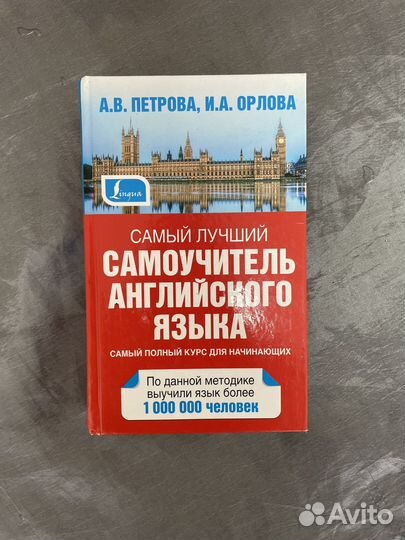 А.В. ПЕТРОВА, И.А. ОРЛОВА
Lingua
САМЫЙ ЛУЧШИЙ
САМОУЧИТЕЛЬ
АНГЛИЙСКОГО
ЯЗЫКА
САМЫЙ ПОЛНЫЙ КУРС ДЛЯ НАЧИНАЮЩИХ
По данной методике
выучили язык более
1 000 000 человек
Avito